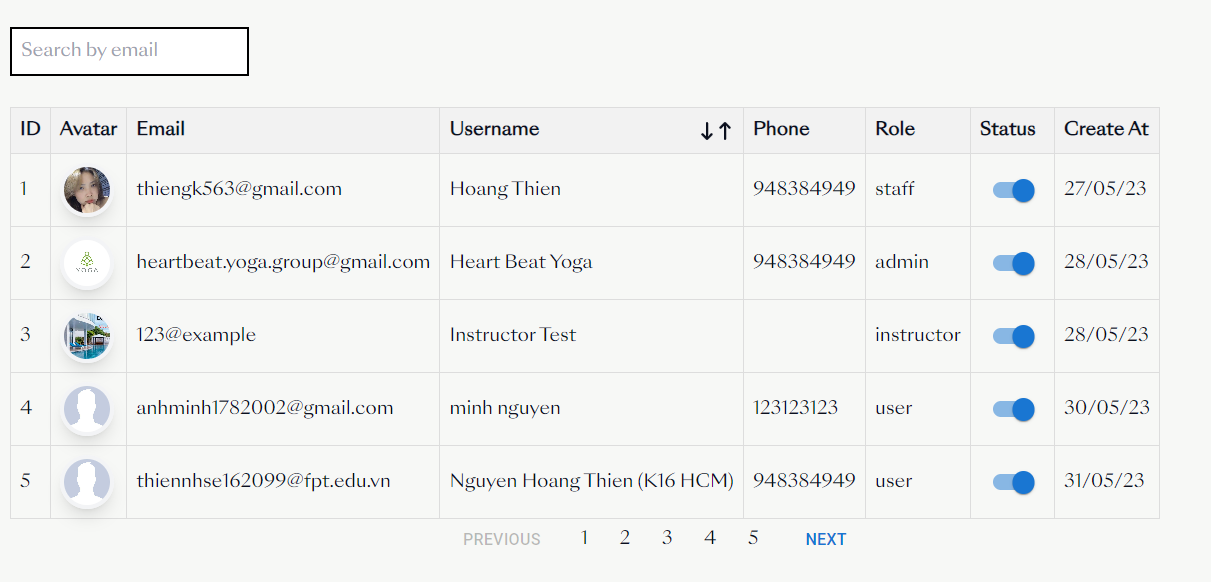 Search by email
ID Avatar Email Username ↓↑ Phone Role Status Create At
1 thiengk563@gmail.com Hoang Thien 948384949 staff 27/05/23
2 YOGA heartbeat.yoga.group@gmail.com Heart Beat Yoga 948384949 admin 28/05/23
3 123@example Instructor Test instructor 28/05/23
4 anhminh1782002@gmail.com minh nguyen 123123123 user 30/05/23
5 thiennhse162099@fpt.edu.vn Nguyen Hoang Thien (K16 HCM) 948384949 user 31/05/23
PREVIOUS 1 2 3 4 5 NEXT